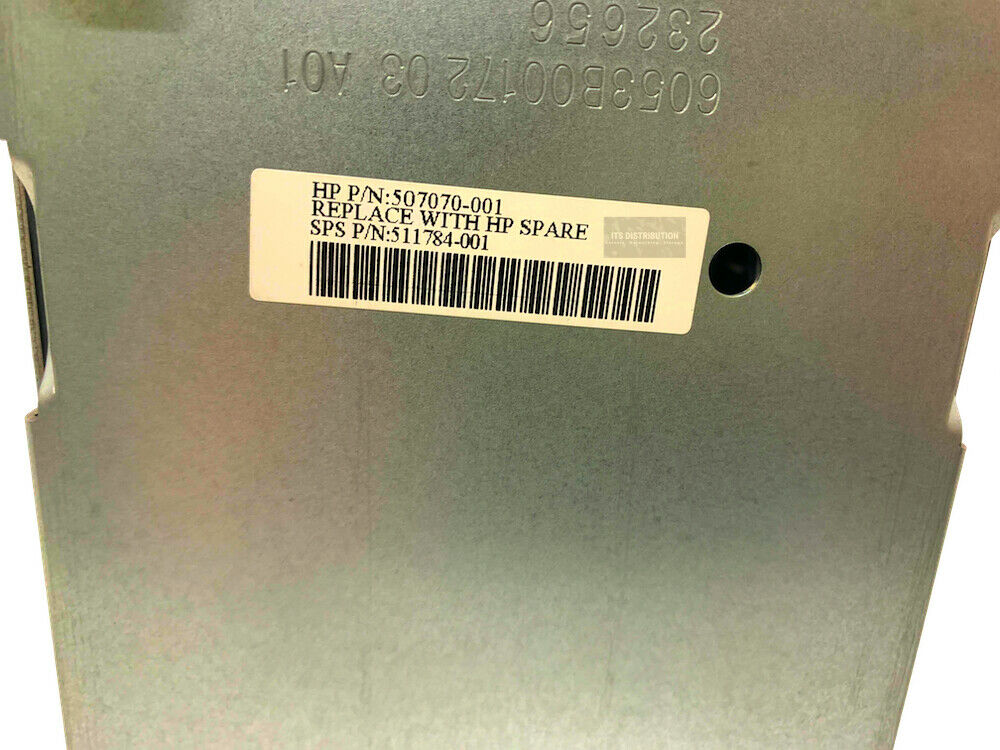 6053B00172 03 A01
232656
HP P/N:507070-001
REPLACE WITH HP SPARE
SPS P/N:511784-001
ITS DISTRIBUTION